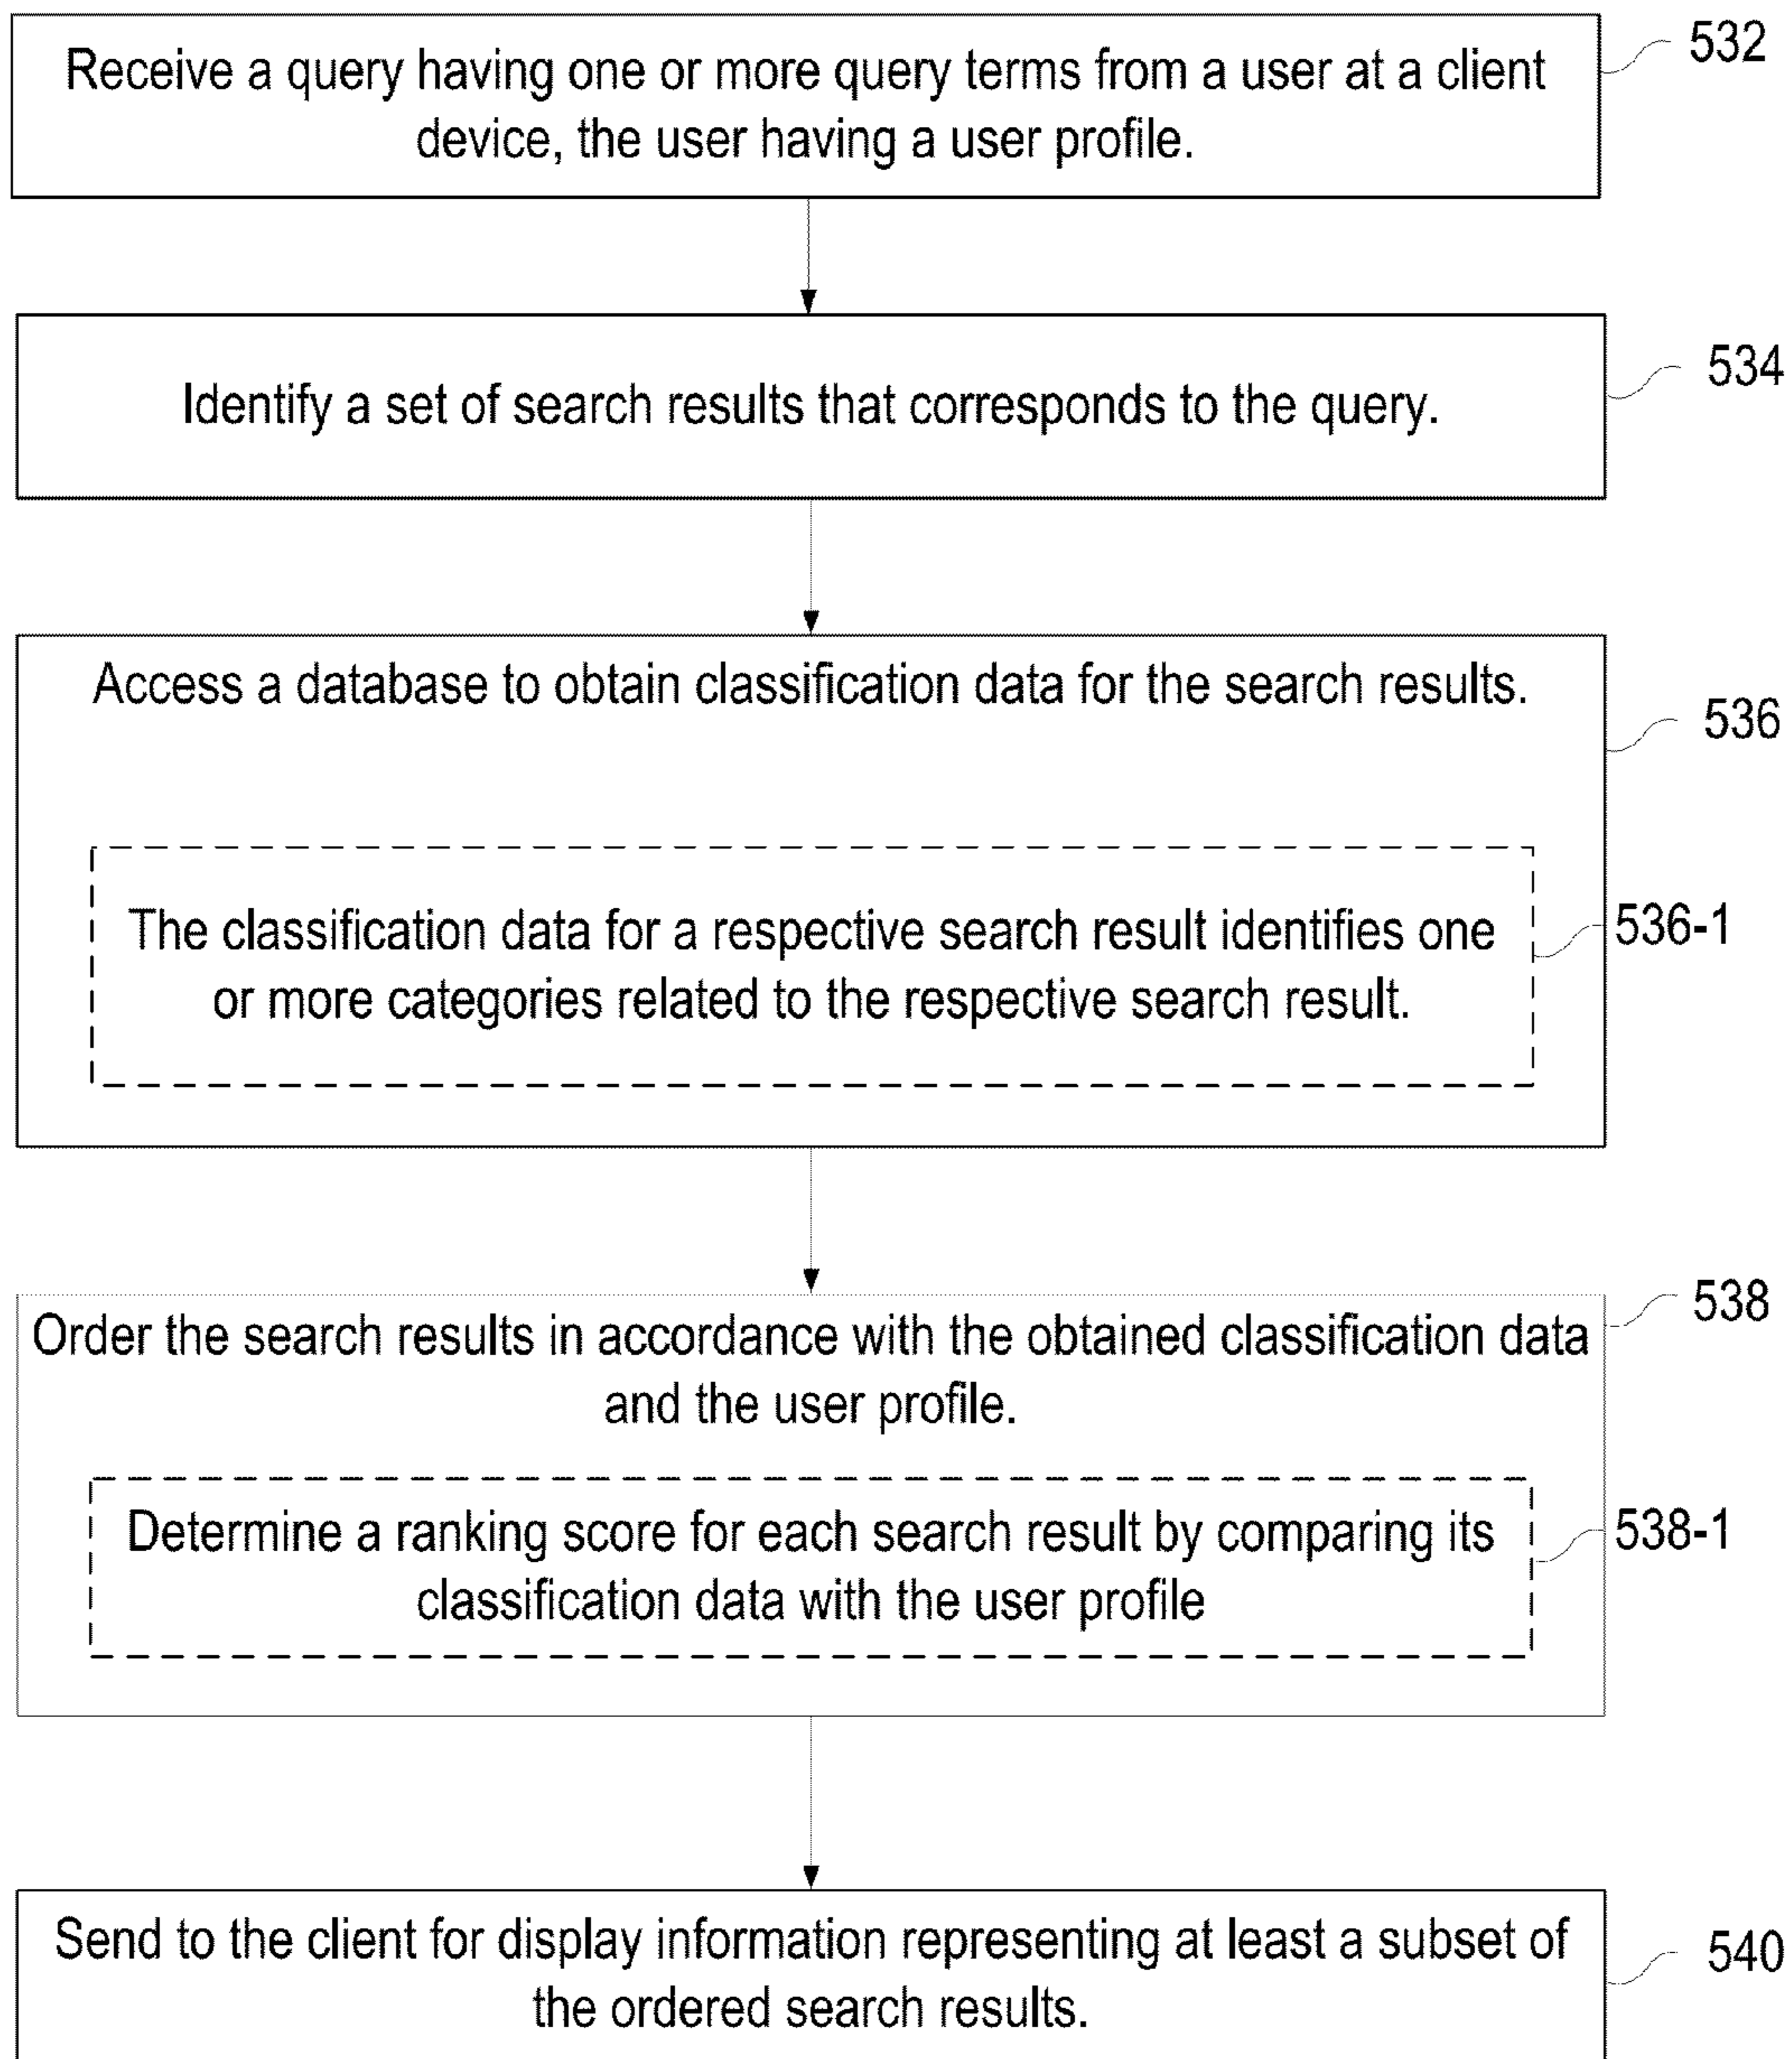 Receive a query having one or more query terms from a user at a client
device, the user having a user profile.
532
Identify a set of search results that corresponds to the query.
534
Access a database to obtain classification data for the search results.
536
The classification data for a respective search result identifies one
or more categories related to the respective search result.
536-1
Order the search results in accordance with the obtained classification data
and the user profile.
538
Determine a ranking score for each search result by comparing its
classification data with the user profile
538-1
Send to the client for display information representing at least a subset of
the ordered search results.
540